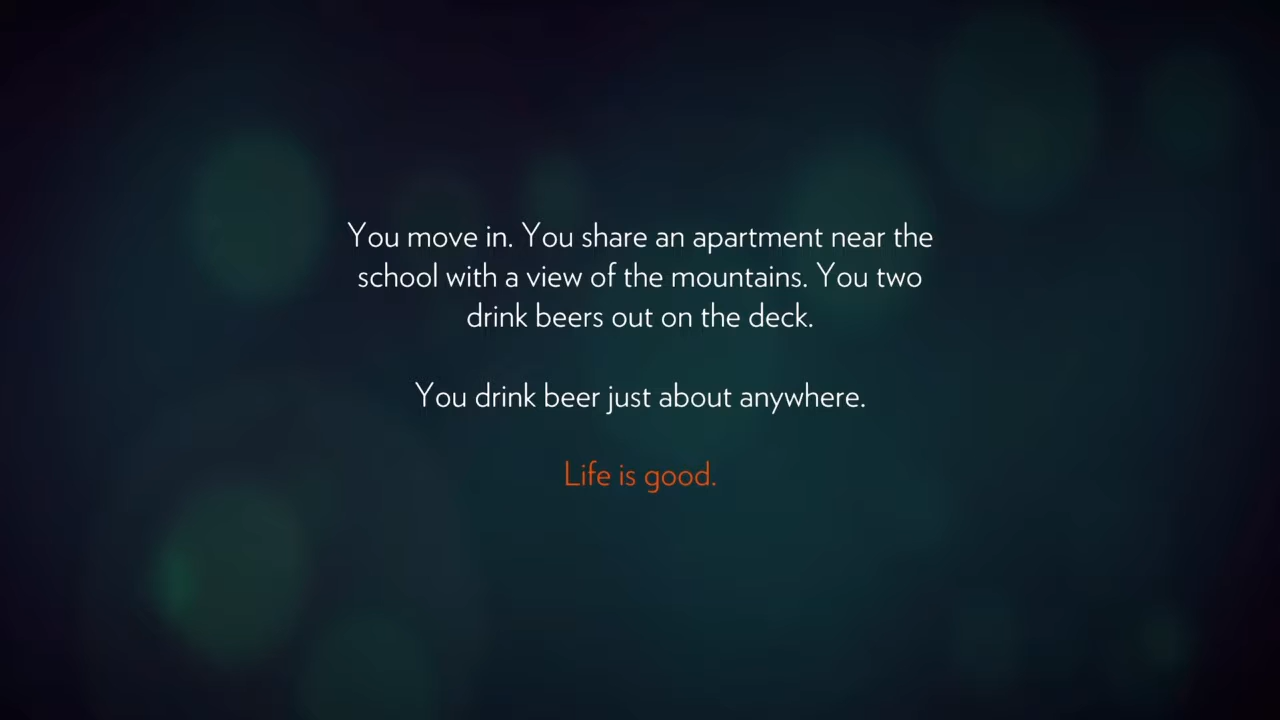 You move in. You share an apartment near the
school with a view of the mountains. You two
drink beers out on the deck.
You drink beer just about anywhere.
Life is good.